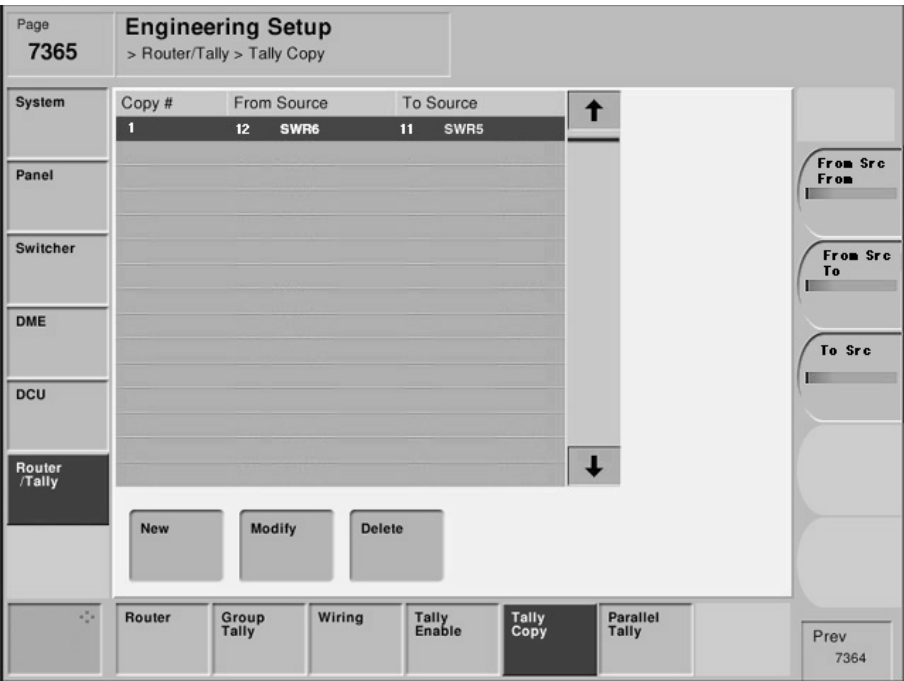 Page
7365
Engineering Setup
> Router/Tally > Tally Copy
System
Panel
Switcher
DME
DCU
Router
/Tally
Copy # From Source To Source
1 12 SWR6 11 SWR5
New Modify Delete
From Src
From
From Src
To
To Src
Router
Group
Tally
Wiring
Tally
Enable
Tally
Copy
Parallel
Tally
Prev
7364